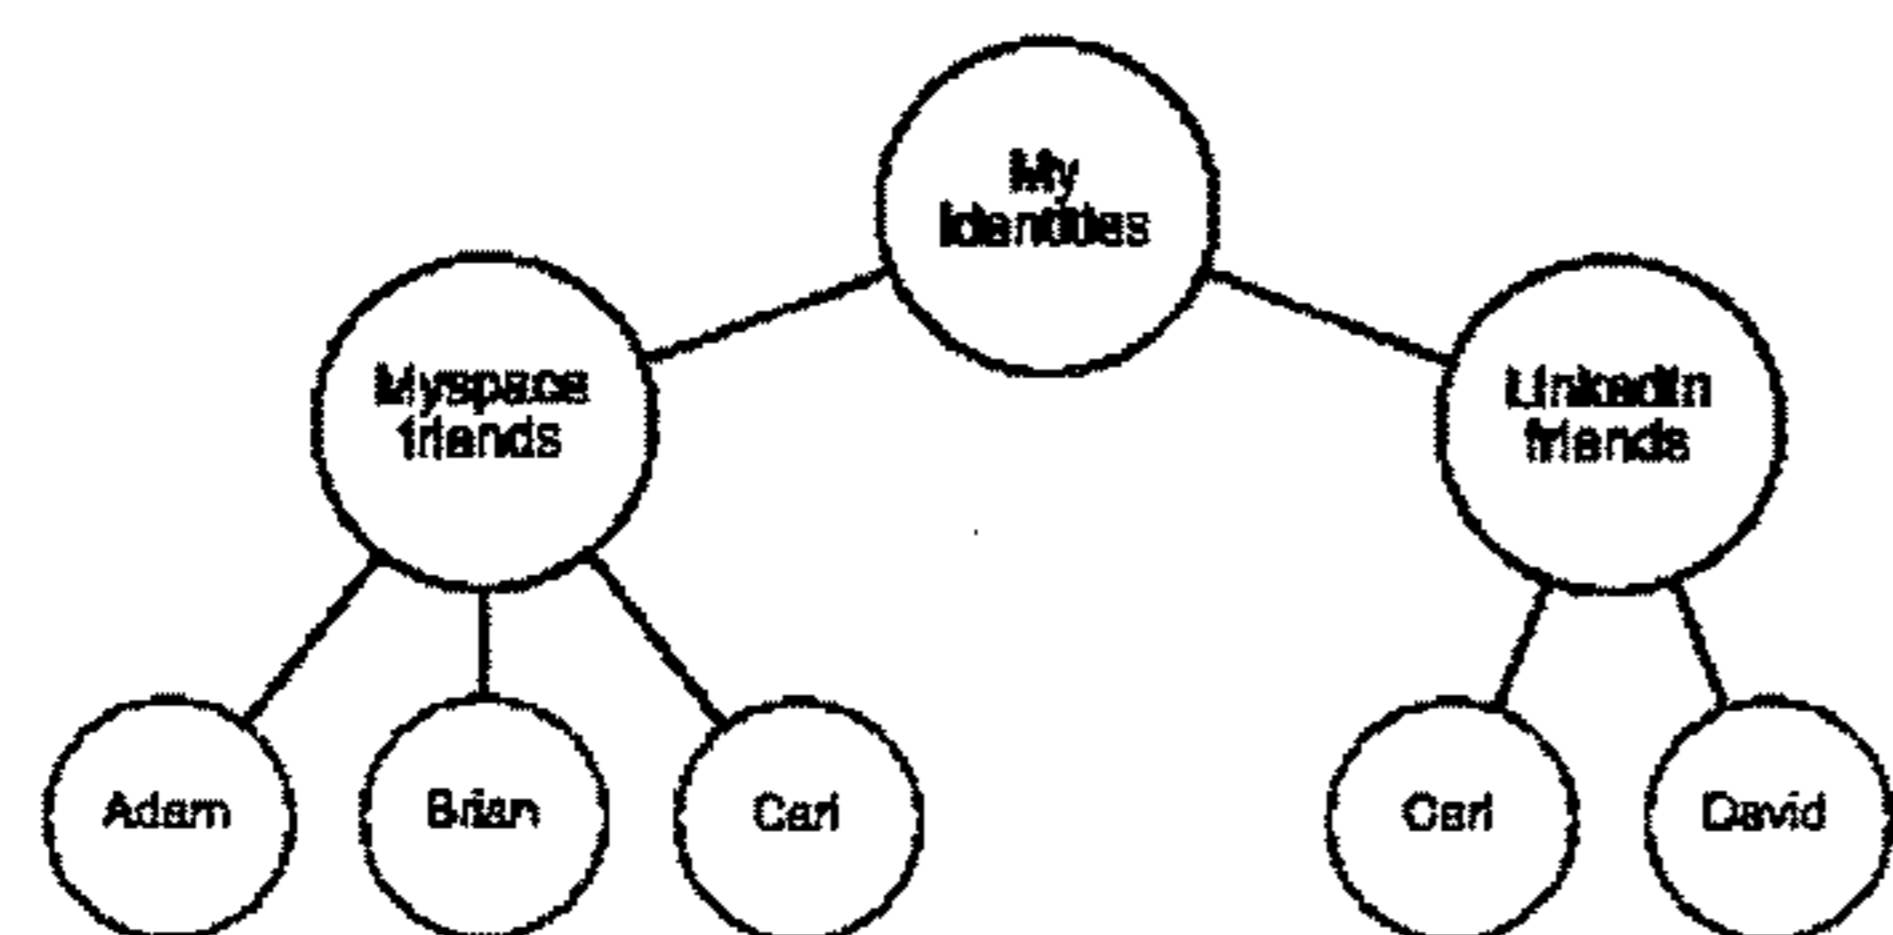 My
identities
Myspace
friends
LinkedIn
friends
Adam
Brian
Carl
Carl
David